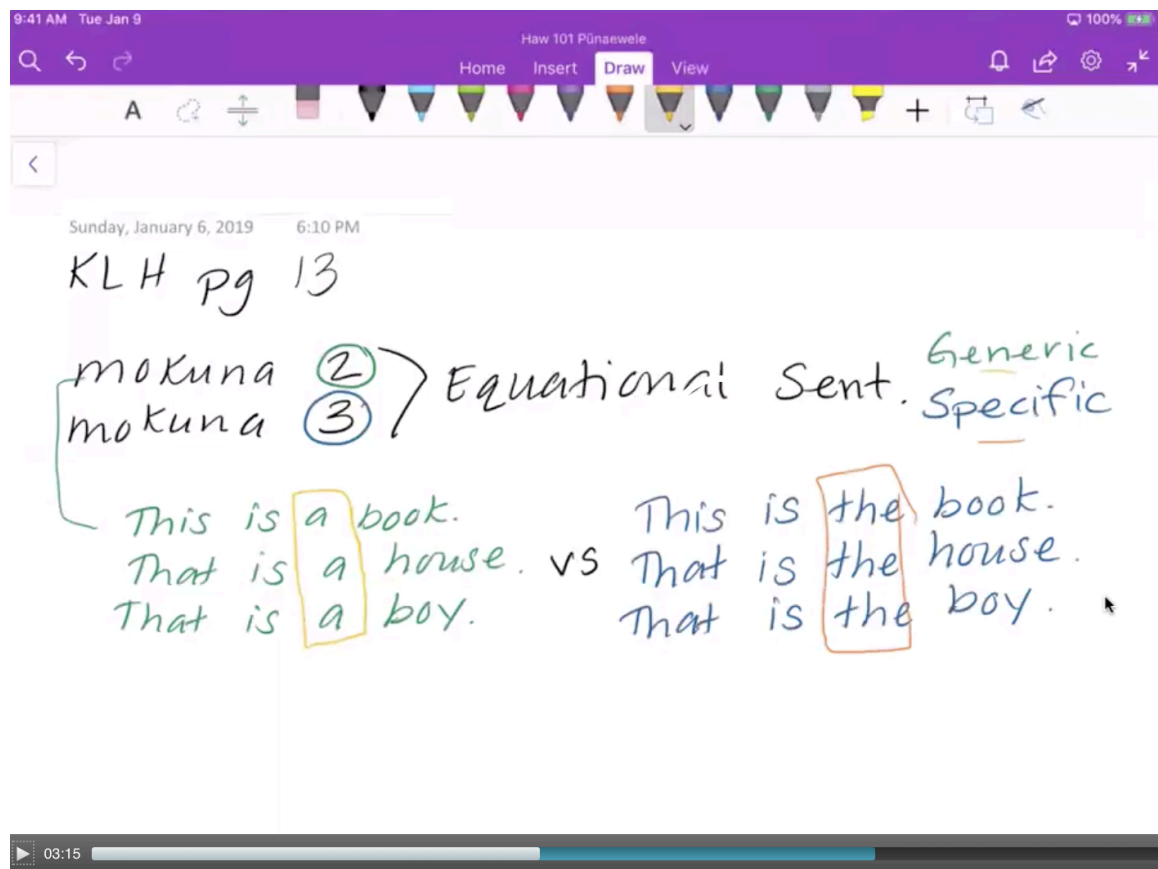 9:41 AM Tue Jan 9 100%
Haw 101 Pūnaewele
Home Insert Draw View
A
Sunday, January 6, 2019 6:10 PM
KLH pg 13
mokuna 2
mokuna 3
Equational Sent.
Generic
Specific
This is a book.
That is a house.
That is a boy.
vs
This is the book.
That is the house.
That is the boy.
03:15